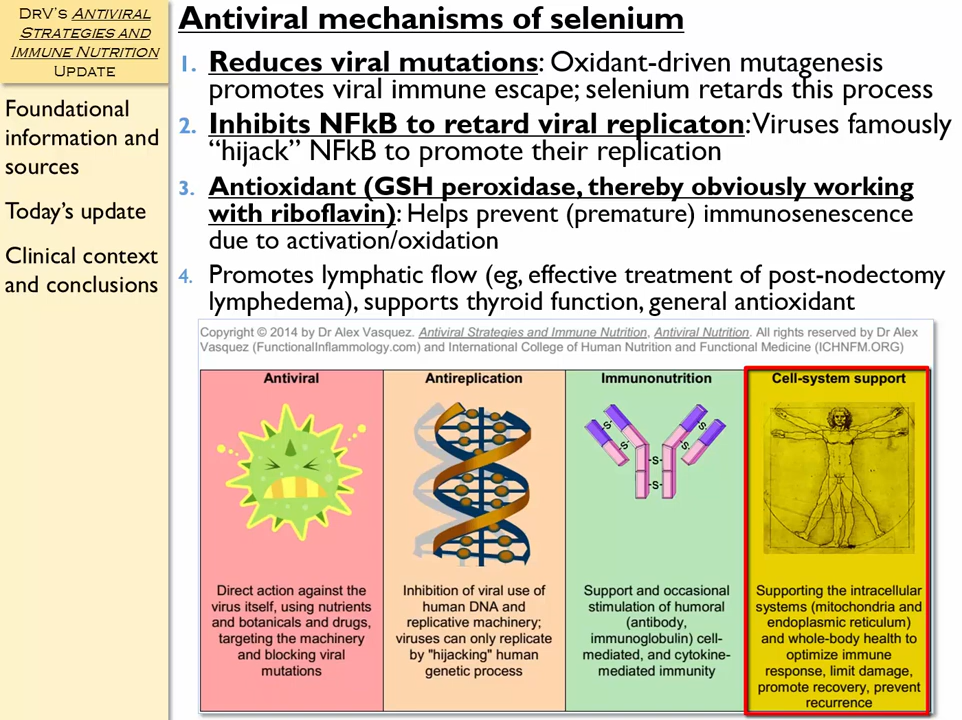 DrV's Antiviral
Strategies and
Immune Nutrition
Update
Foundational
information and
sources
Today's update
Clinical context
and conclusions
Antiviral mechanisms of selenium
1. Reduces viral mutations: Oxidant-driven mutagenesis
promotes viral immune escape; selenium retards this process
2. Inhibits NFkB to retard viral replicaton: Viruses famously
"hijack" NFkB to promote their replication
3. Antioxidant (GSH peroxidase, thereby obviously working
with riboflavin): Helps prevent (premature) immunosenescence
due to activation/oxidation
4. Promotes lymphatic flow (eg, effective treatment of post-nodectomy
lymphedema), supports thyroid function, general antioxidant
Copyright © 2014 by Dr Alex Vasquez. Antiviral Strategies and Immune Nutrition, Antiviral Nutrition. All rights reserved by Dr Alex
Vasquez (FunctionalInflammology.com) and International College of Human Nutrition and Functional Medicine (ICHNFM.ORG)
Antiviral
Direct action against the
virus itself, using nutrients
and botanicals and drugs,
targeting the machinery
and blocking viral
mutations
Antireplication
Inhibition of viral use of
human DNA and
replicative machinery;
viruses can only replicate
by "hijacking" human
genetic process
Immunonutrition
-S-
-S-
-S-
-S-
-S-
-S-
Support and occasional
stimulation of humoral
(antibody,
immunoglobulin) cell-
mediated, and cytokine-
mediated immunity
Cell-system support
Supporting the intracellular
systems (mitochondria and
endoplasmic reticulum)
and whole-body health to
optimize immune
response, limit damage,
promote recovery, prevent
recurrence